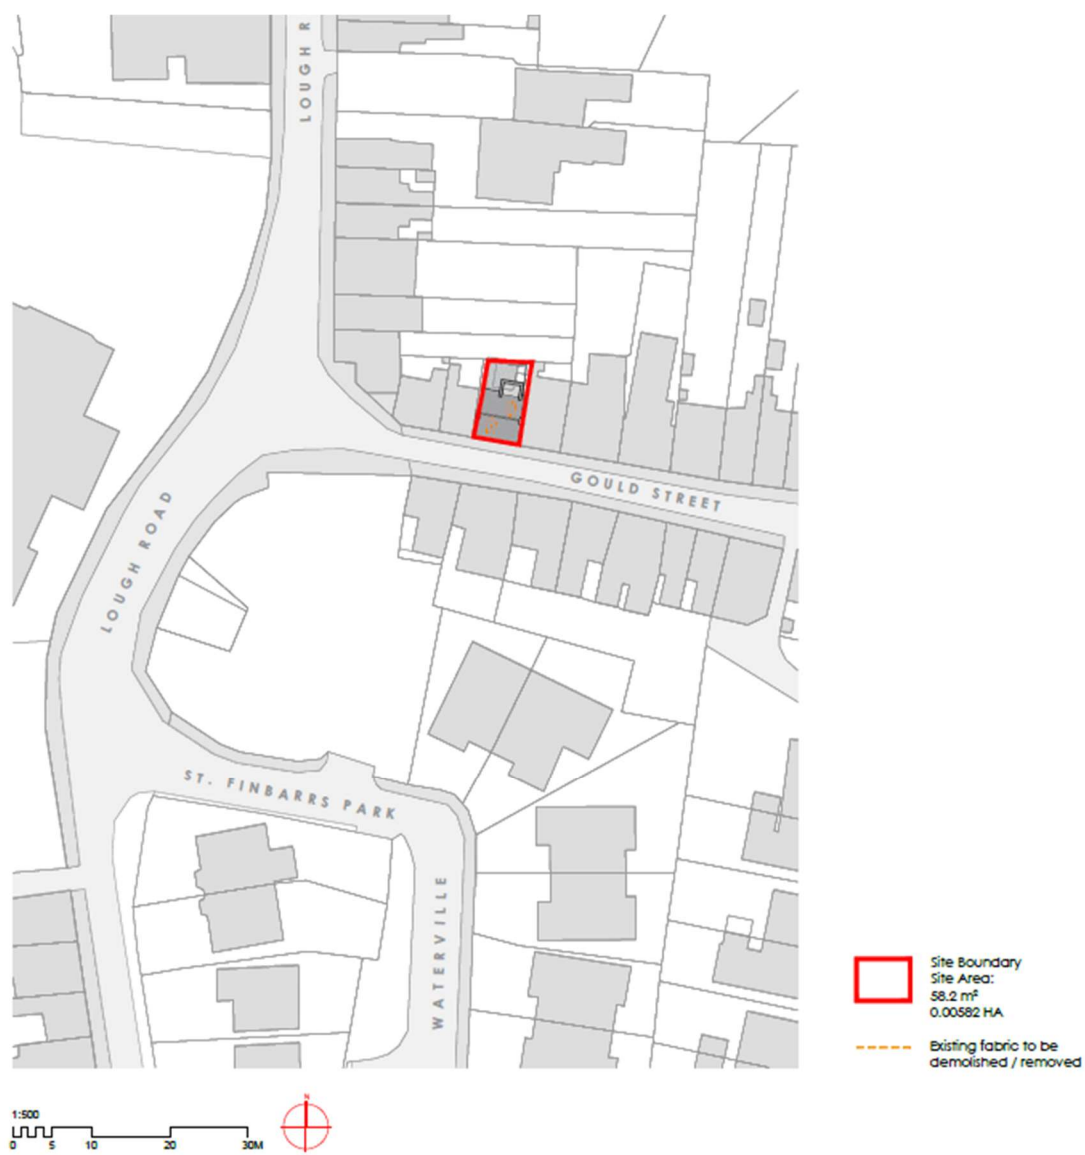 LOUGH R
GOULD STREET
LOUGH ROAD
ST. FINBARRS PARK
WATERVILLE
Site Boundary
Site Area:
58.2 m²
0.00582 HA
Existing fabric to be
demolished / removed
1:500
0 5 10 20 30M
N